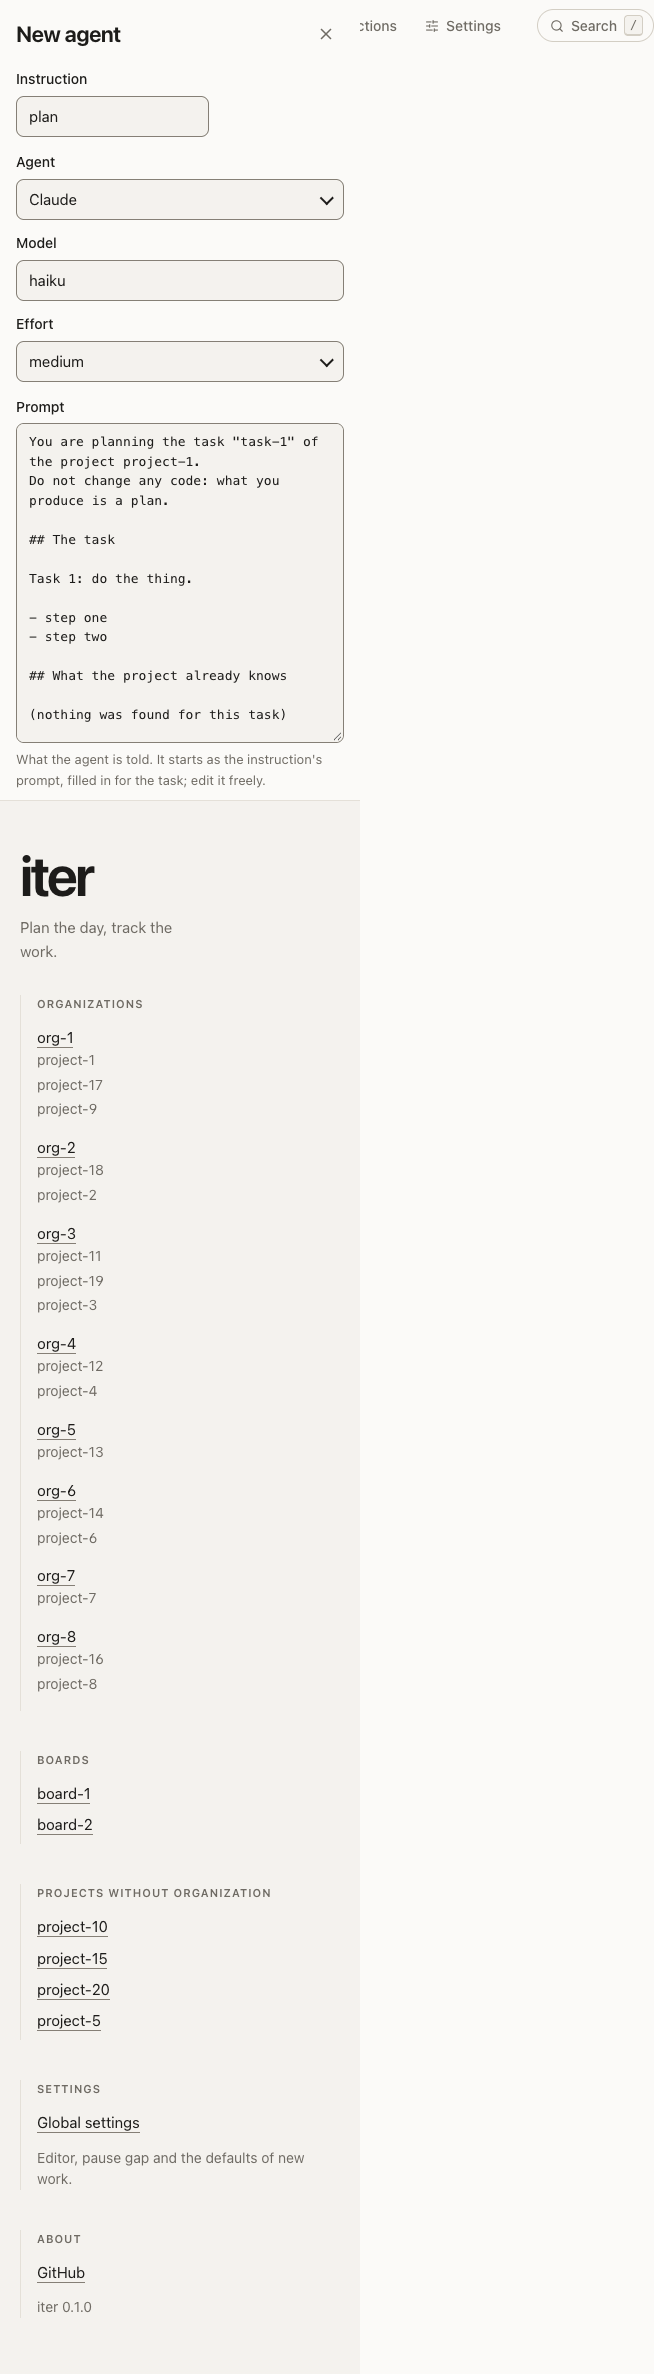 New agent
ctions
Settings
Search /
Instruction
plan
Agent
Claude
Model
haiku
Effort
medium
Prompt
You are planning the task "task-1" of
the project project-1.
Do not change any code: what you
produce is a plan.
## The task
Task 1: do the thing.
- step one
- step two
## What the project already knows
(nothing was found for this task)
What the agent is told. It starts as the instruction's
prompt, filled in for the task; edit it freely.
iter
Plan the day, track the
work.
ORGANIZATIONS
org-1
project-1
project-17
project-9
org-2
project-18
project-2
org-3
project-11
project-19
project-3
org-4
project-12
project-4
org-5
project-13
org-6
project-14
project-6
org-7
project-7
org-8
project-16
project-8
BOARDS
board-1
board-2
PROJECTS WITHOUT ORGANIZATION
project-10
project-15
project-20
project-5
SETTINGS
Global settings
Editor, pause gap and the defaults of new
work.
ABOUT
GitHub
iter 0.1.0